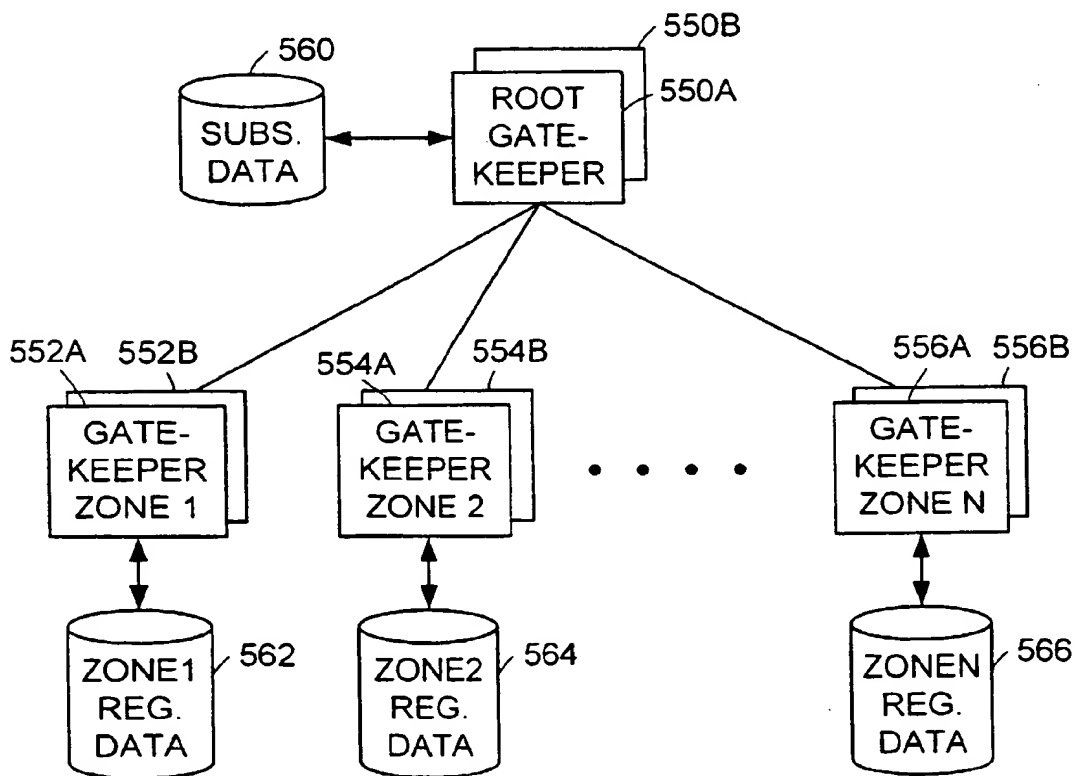 560
550B
550A
ROOT
GATE-
KEEPER
SUBS.
DATA
552A
552B
554A
554B
556A
556B
GATE-
KEEPER
ZONE 1
GATE-
KEEPER
ZONE 2
GATE-
KEEPER
ZONE N
ZONE1
REG.
DATA
562
ZONE2
REG.
DATA
564
ZONEN
REG.
DATA
566